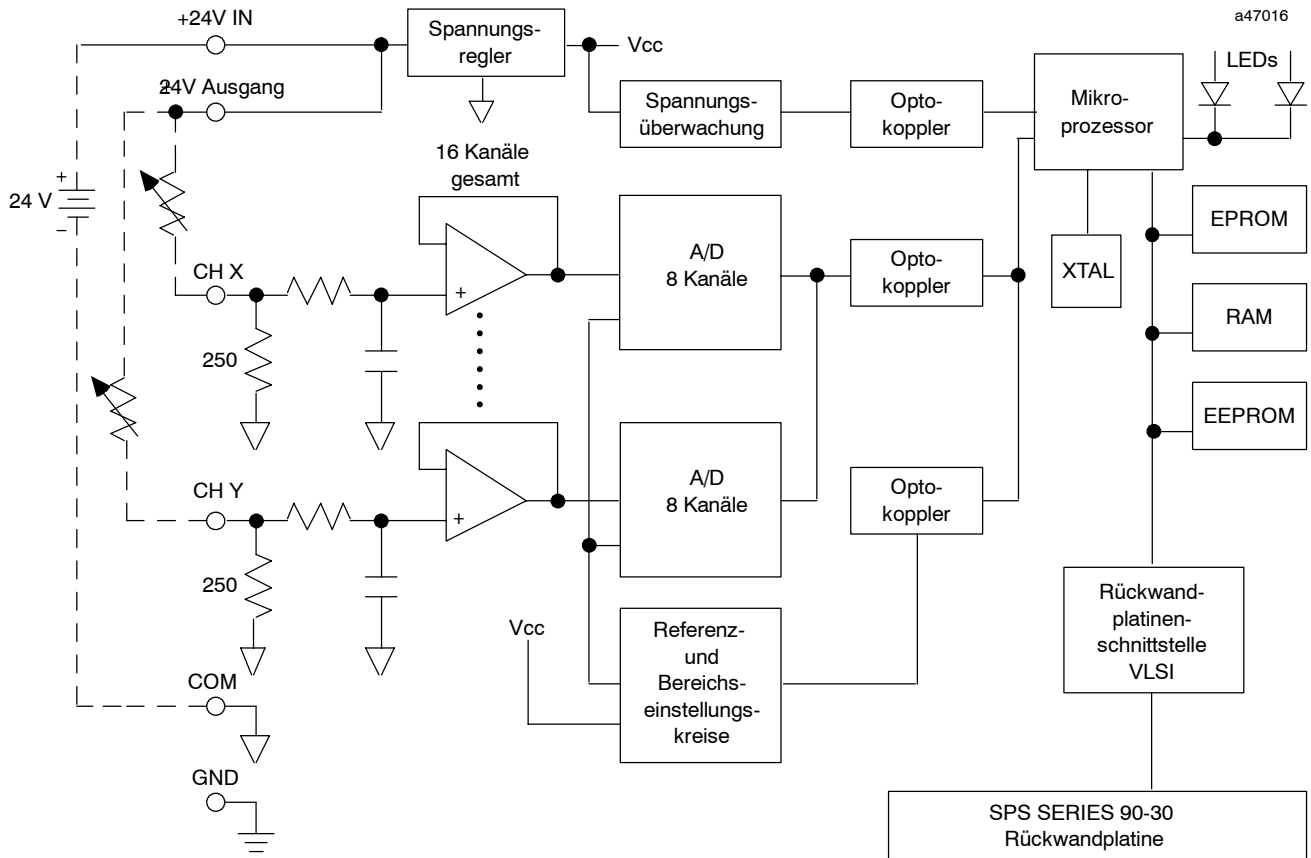 a47016
+24V IN
Spannungs-
regler
Vcc
LEDs
+
24V Ausgang
Spannungs-
überwachung
Opto-
koppler
Mikro-
prozessor
16 Kanäle
gesamt
+
24 V
–
EPROM
A/D
8 Kanäle
Opto-
koppler
XTAL
CH X
+
RAM
250
EEPROM
CH Y
A/D
8 Kanäle
Opto-
koppler
+
250
Rückwand-
platinen-
schnittstelle
VLSI
Vcc
Referenz-
und
Bereichs-
einstellungs-
kreise
COM
GND
SPS SERIES 90-30
Rückwandplatine